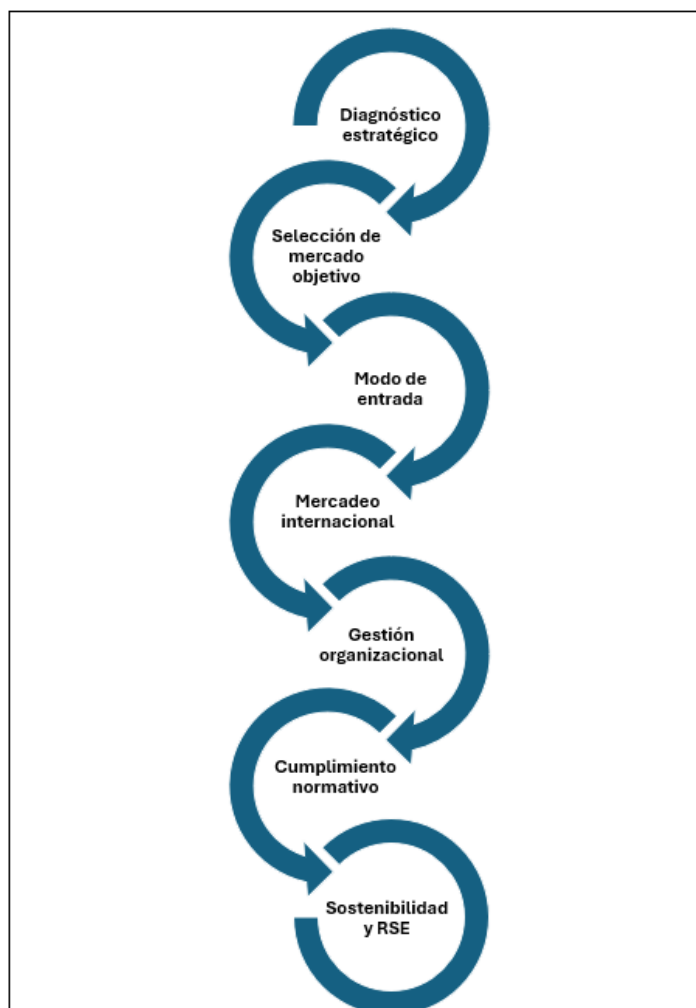 Diagnóstico
estratégico
Selección de
mercado
objetivo
Modo de
entrada
Mercadeo
internacional
Gestión
organizacional
Cumplimiento
normativo
Sostenibilidad
y RSE